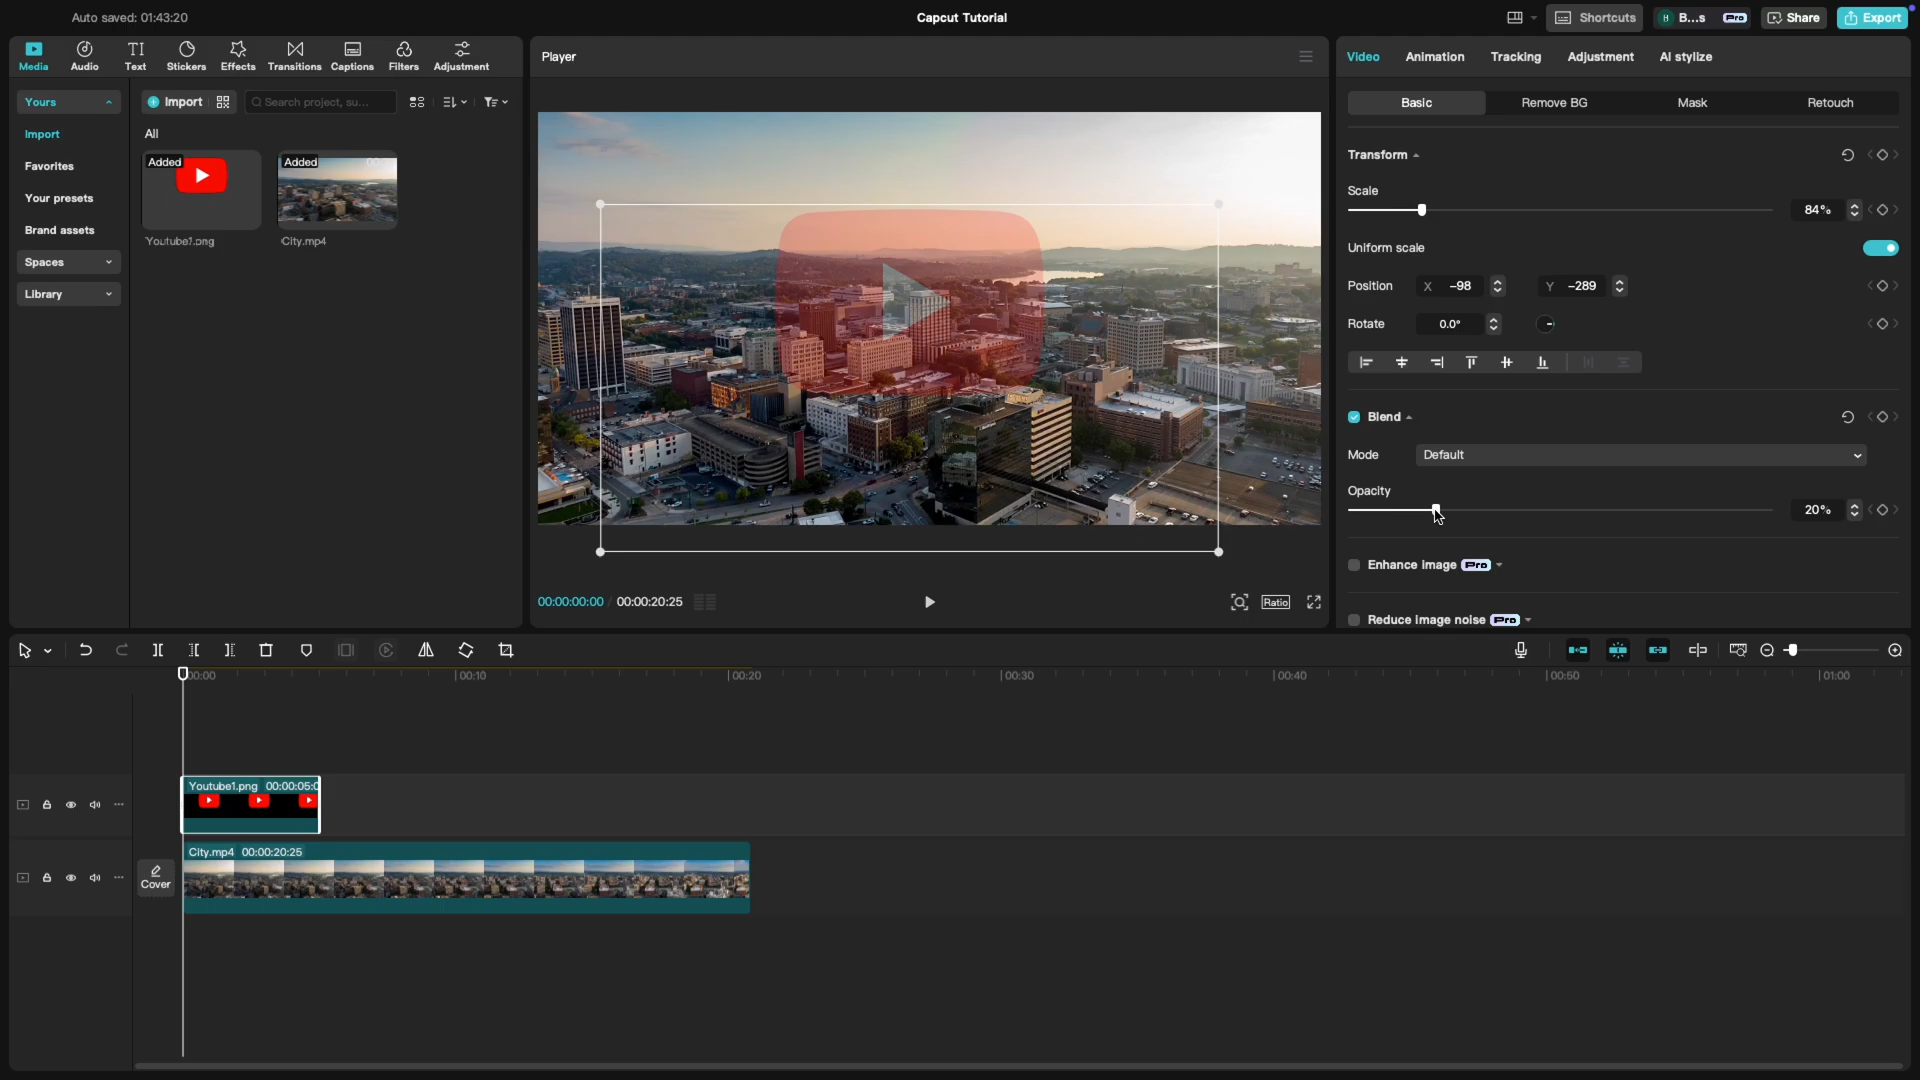 Auto saved: 01:43:20
Capcut Tutorial
Shortcuts
B...s
Pro
Share
Export
Media
Audio
Text
Stickers
Effects
Transitions
Captions
Filters
Adjustment
Yours
Import
Favorites
Your presets
Brand assets
Spaces
Library
Import
Search project, su...
All
Added
Added
Youtube1.png
City.mp4
Player
00:00:00:00 / 00:00:20:25
Ratio
Video
Animation
Tracking
Adjustment
AI stylize
Basic
Remove BG
Mask
Retouch
Transform
Scale
84%
Uniform scale
Position
X -98
Y -289
Rotate
0.0°
Blend
Mode
Default
Opacity
20%
Enhance image Pro
Reduce image noise Pro
00:00
00:10
00:20
00:30
00:40
00:50
01:00
Youtube1.png 00:00:05:0
City.mp4 00:00:20:25
Cover